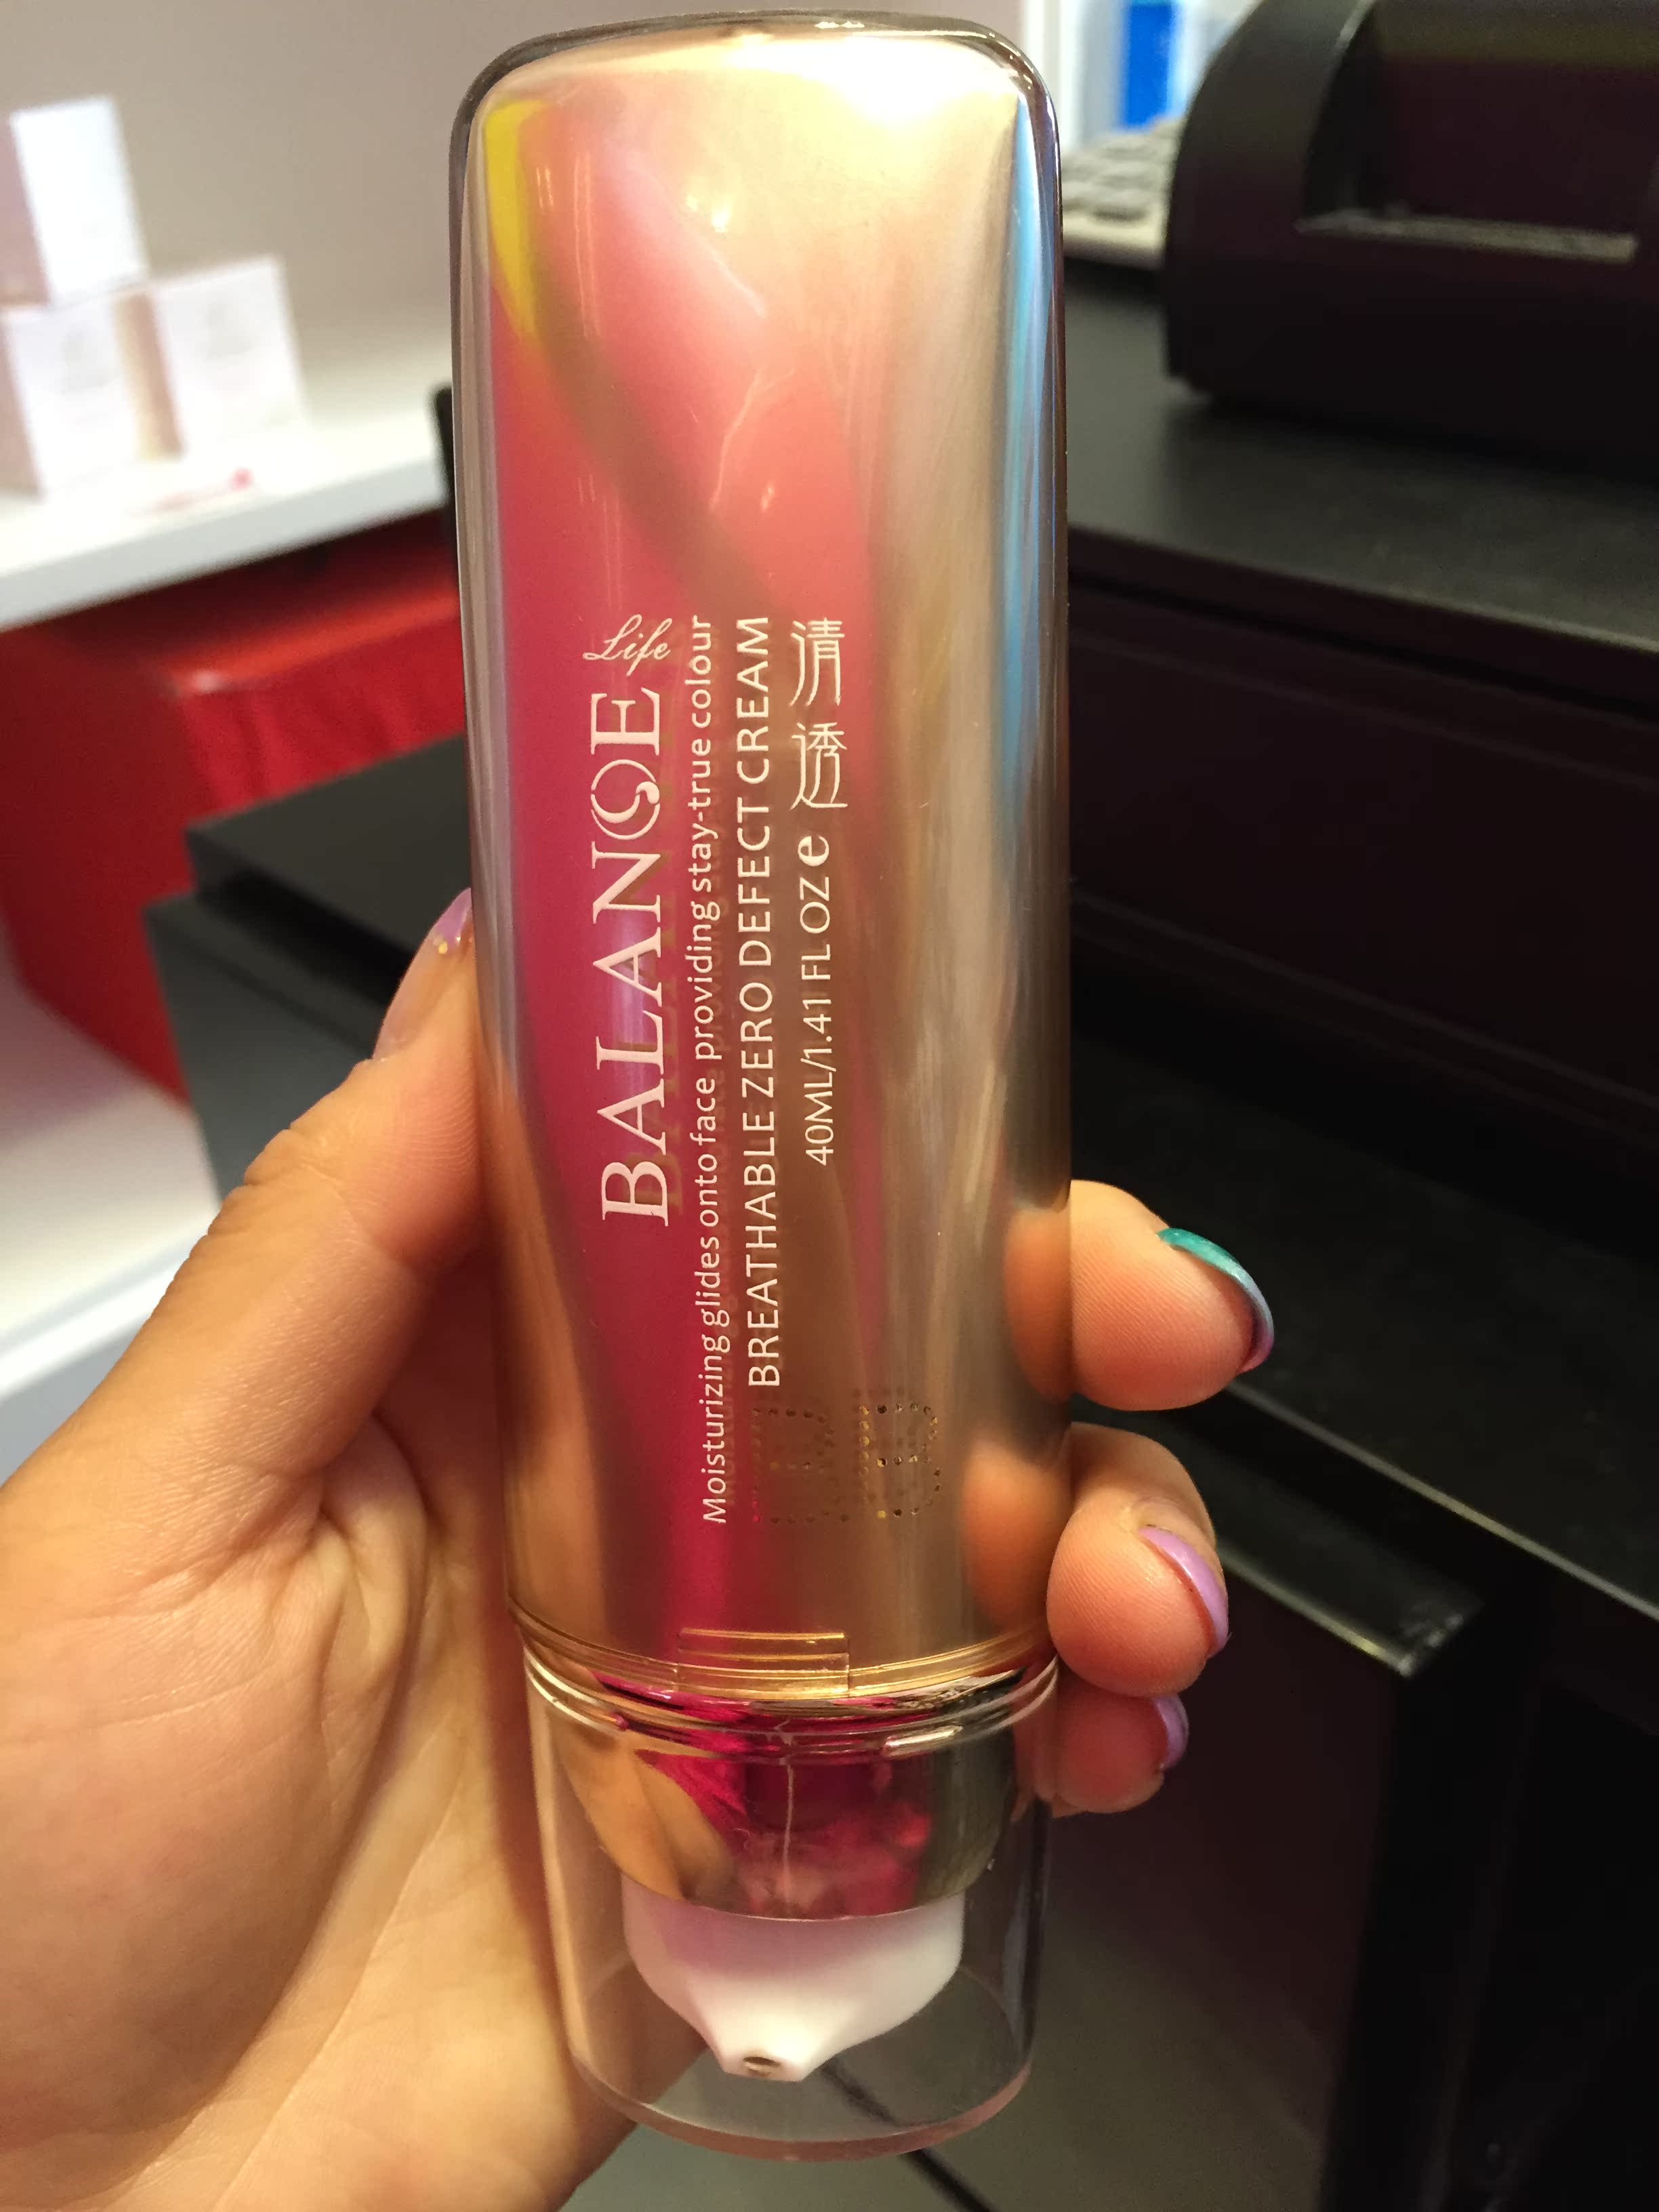 BALANCE Life
Moisturizing glides onto face providing stay-true colour
BREATHABLE ZERO DEFECT CREAM
40ML/1.41 FL OZ e 清透
BB